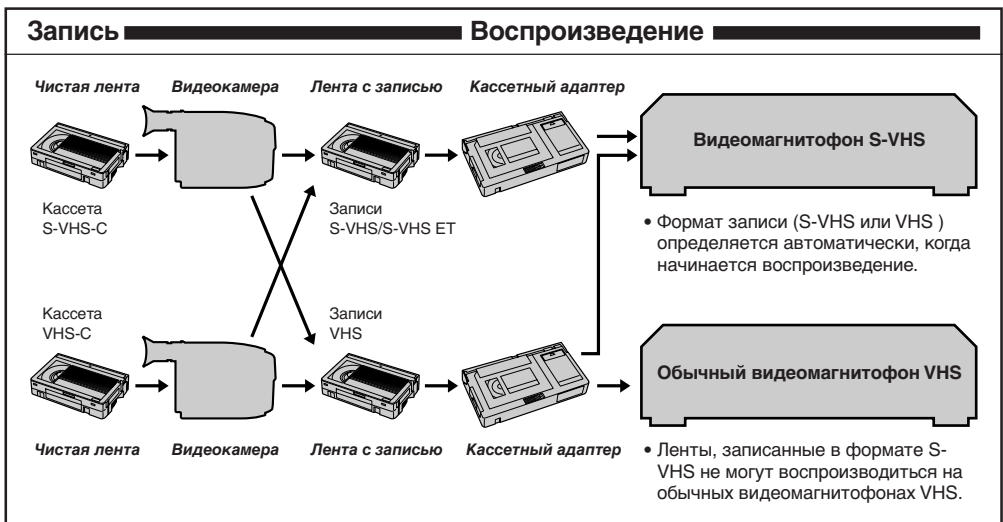 Запись Воспроизведение
Чистая лента Видеокамера Лента с записью Кассетный адаптер
Видеомагнитофон S-VHS
Кассета
S-VHS-C
Записи
S-VHS/S-VHS ET
• Формат записи (S-VHS или VHS )
определяется автоматически, когда
начинается воспроизведение.
Кассета
VHS-C
Записи
VHS
Обычный видеомагнитофон VHS
Чистая лента Видеокамера Лента с записью Кассетный адаптер
• Ленты, записанные в формате S-
VHS не могут воспроизводиться на
обычных видеомагнитофонах VHS.